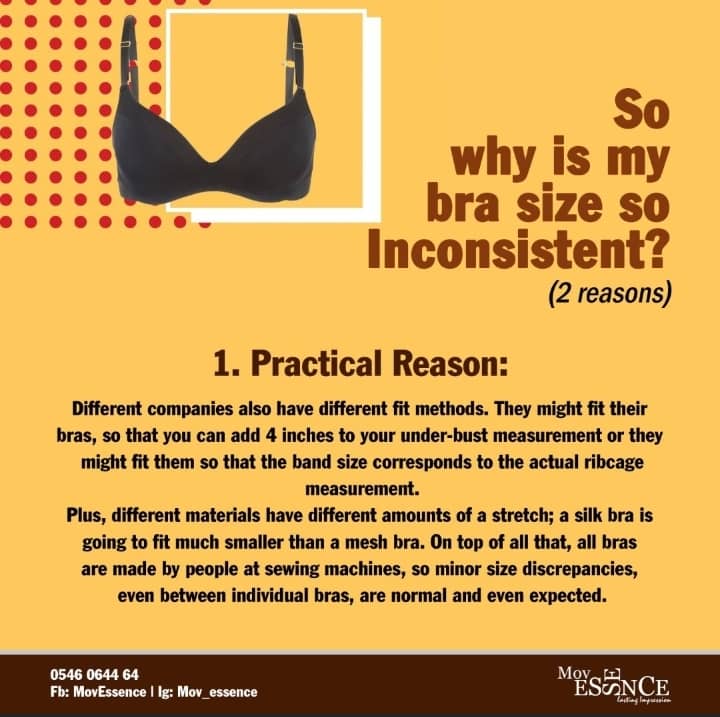 So
why is my
bra size so
Inconsistent?
(2 reasons)
1. Practical Reason:
Different companies also have different fit methods. They might fit their
bras, so that you can add 4 inches to your under-bust measurement or they
might fit them so that the band size corresponds to the actual ribcage
measurement.
Plus, different materials have different amounts of a stretch; a silk bra is
going to fit much smaller than a mesh bra. On top of all that, all bras
are made by people at sewing machines, so minor size discrepancies,
even between individual bras, are normal and even expected.
0546 0644 64
Fb: MovEssence | Ig: Mov_essence
Mov
ESSENCE
lasting Impression